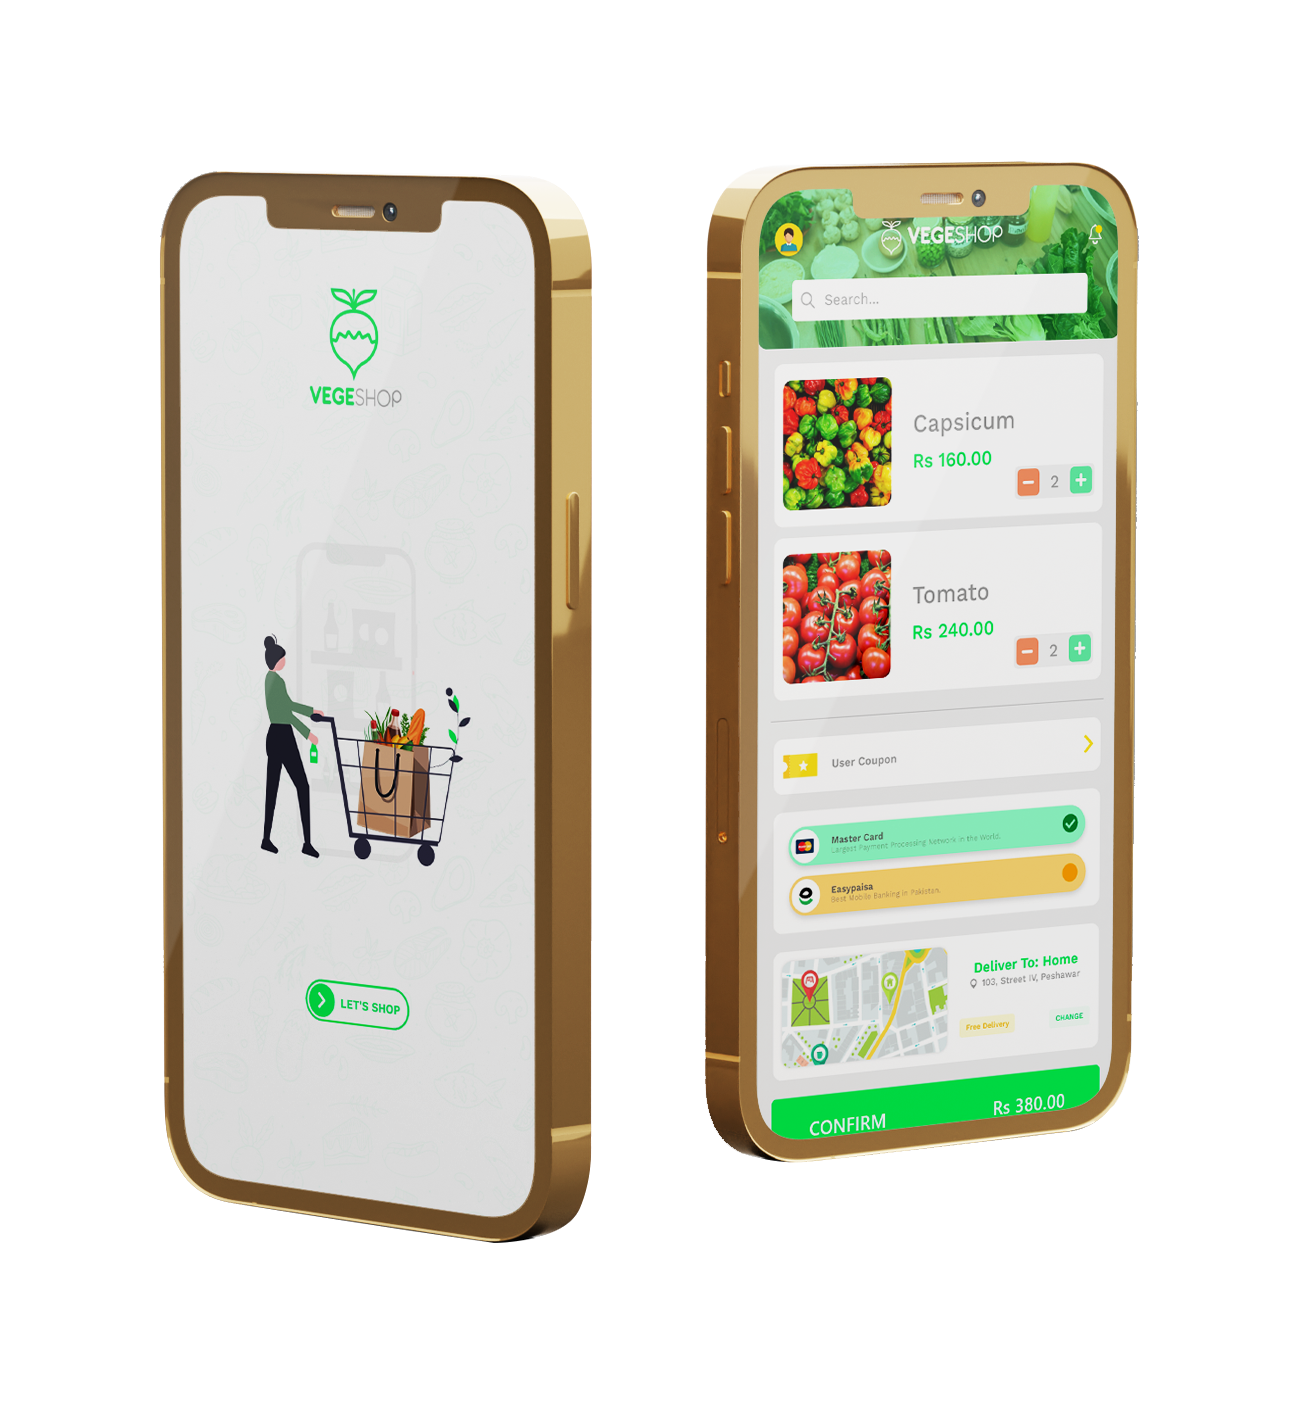 VEGESHOP
LET'S SHOP
VEGESHOP
Search...
Capsicum
Rs 160.00
2
Tomato
Rs 240.00
2
User Coupon
Master Card
Largest Payment Processing Network in the World.
Easypaisa
Best Mobile Banking in Pakistan.
Deliver To: Home
103, Street IV, Peshawar
Free Delivery
CHANGE
CONFIRM
Rs 380.00